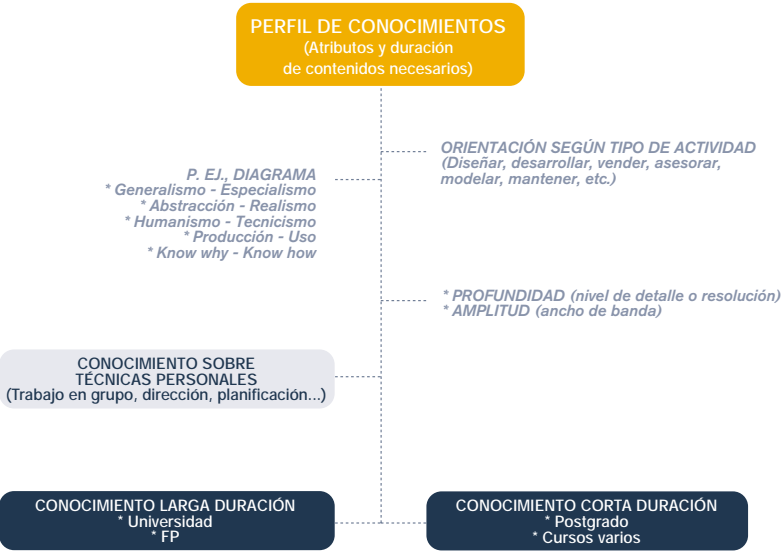 PERFIL DE CONOCIMIENTOS
(Atributos y duración
de contenidos necesarios)
ORIENTACIÓN SEGÚN TIPO DE ACTIVIDAD
(Diseñar, desarrollar, vender, asesorar,
modelar, mantener, etc.)
P. EJ., DIAGRAMA
* Generalismo - Especialismo
* Abstracción - Realismo
* Humanismo - Tecnicismo
* Producción - Uso
* Know why - Know how
* PROFUNDIDAD (nivel de detalle o resolución)
* AMPLITUD (ancho de banda)
CONOCIMIENTO SOBRE
TÉCNICAS PERSONALES
(Trabajo en grupo, dirección, planificación...)
CONOCIMIENTO LARGA DURACIÓN
* Universidad
* FP
CONOCIMIENTO CORTA DURACIÓN
* Postgrado
* Cursos varios